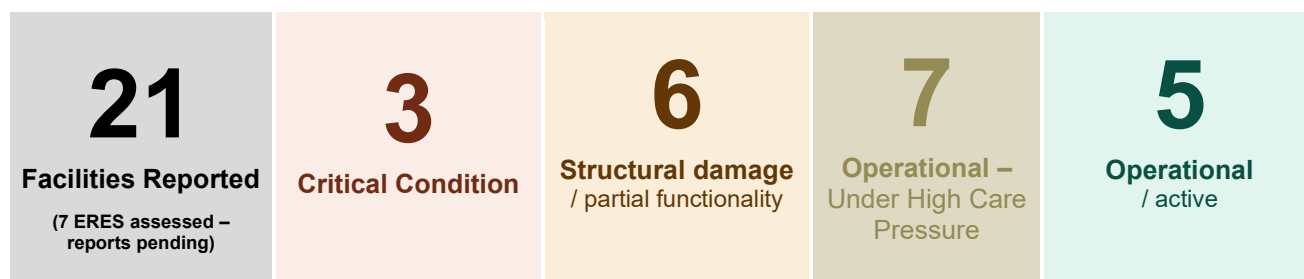 21
Facilities Reported
(7 ERES assessed –
reports pending)
3
Critical Condition
6
Structural damage
/ partial functionality
7
Operational –
Under High Care
Pressure
5
Operational
/ active